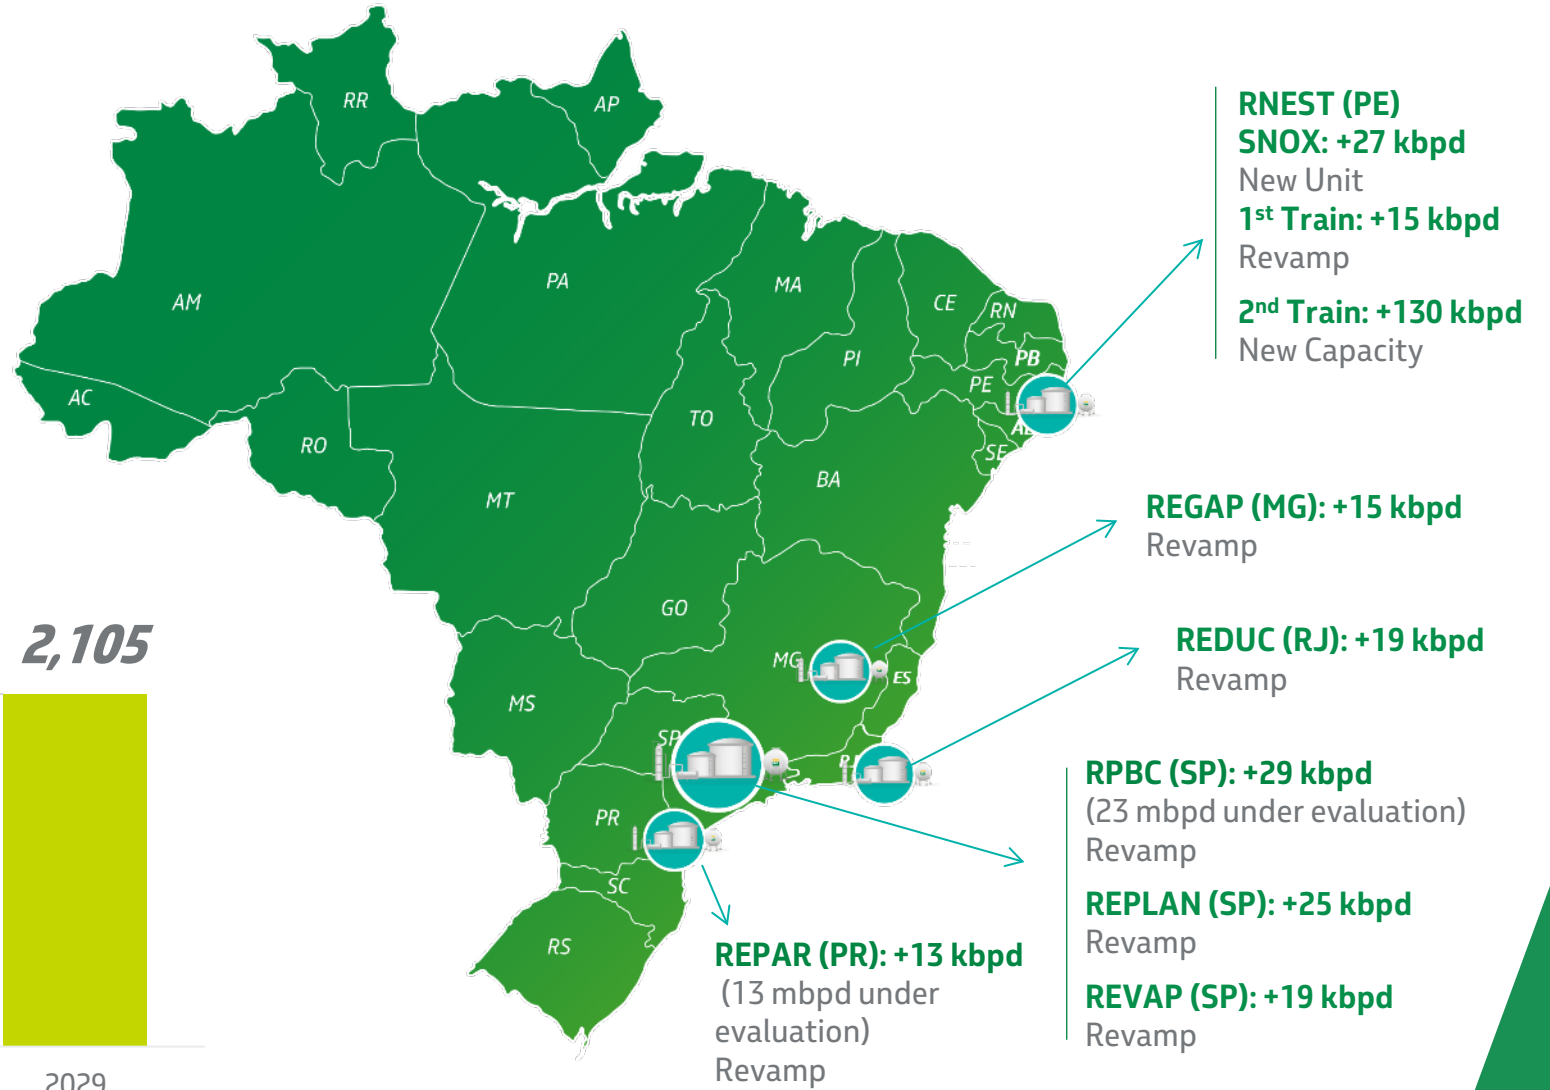 RR
AP
AM
PA
MA
CE
RN
PB
PE
PI
AC
TO
RO
SE
BA
MT
GO
MG
ES
MS
SP
PR
SC
RS
2,105
2029
RNEST (PE)
SNOX: +27 kbpd
New Unit
1st Train: +15 kbpd
Revamp
2nd Train: +130 kbpd
New Capacity
REGAP (MG): +15 kbpd
Revamp
REDUC (RJ): +19 kbpd
Revamp
RPBC (SP): +29 kbpd
(23 mbpd under evaluation)
Revamp
REPLAN (SP): +25 kbpd
Revamp
REVAP (SP): +19 kbpd
Revamp
REPAR (PR): +13 kbpd
(13 mbpd under
evaluation)
Revamp